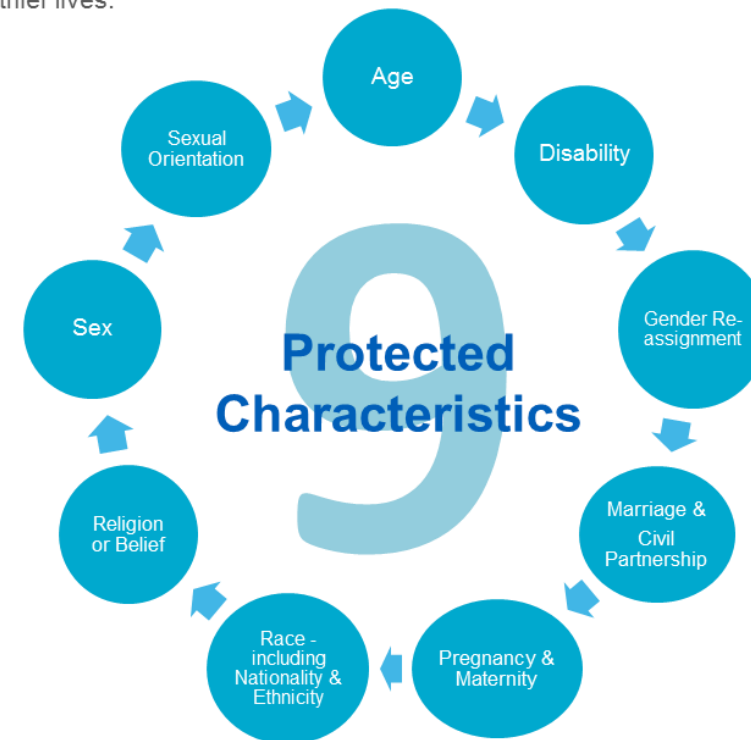 lives.
Age
Disability
Gender Re-
assignment
Marriage &
Civil
Partnership
Pregnancy &
Maternity
Race -
including
Nationality &
Ethnicity
Religion
or Belief
Sex
Sexual
Orientation
9
Protected
Characteristics